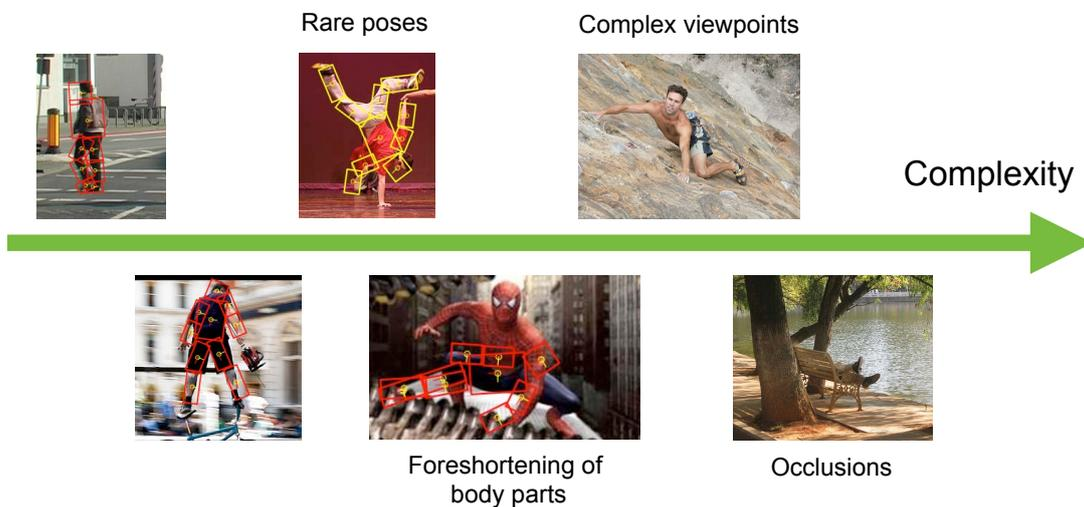 Rare poses
Complex viewpoints
Complexity
Foreshortening of
body parts
Occlusions